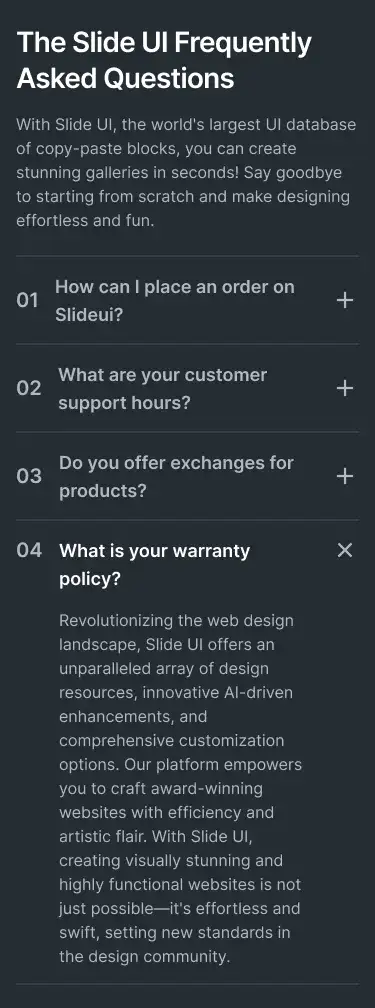 The Slide UI Frequently
Asked Questions
With Slide UI, the world's largest UI database
of copy-paste blocks, you can create
stunning galleries in seconds! Say goodbye
to starting from scratch and make designing
effortless and fun.
01
How can I place an order on
Slideui?
02
What are your customer
support hours?
03
Do you offer exchanges for
products?
04
What is your warranty
policy?
Revolutionizing the web design
landscape, Slide UI offers an
unparalleled array of design
resources, innovative AI-driven
enhancements, and
comprehensive customization
options. Our platform empowers
you to craft award-winning
websites with efficiency and
artistic flair. With Slide UI,
creating visually stunning and
highly functional websites is not
just possible—it's effortless and
swift, setting new standards in
the design community.